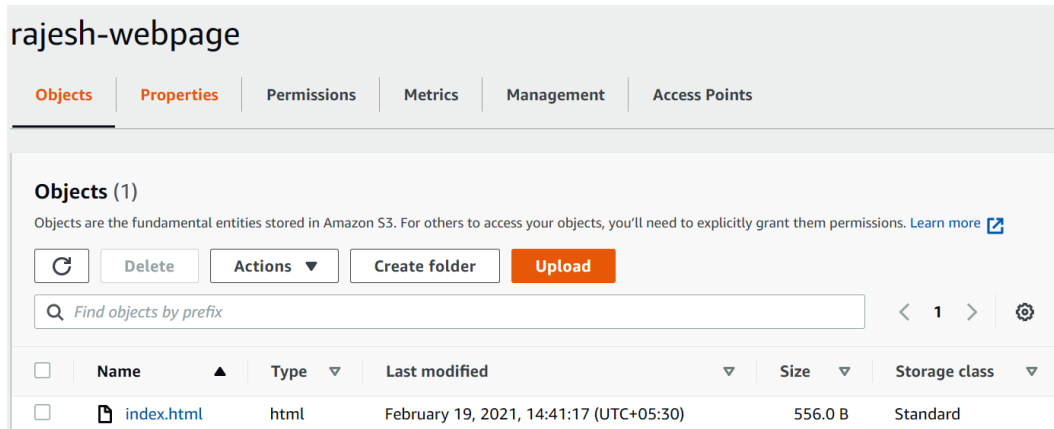 rajesh-webpage
Objects Properties Permissions Metrics Management Access Points
Objects (1)
Objects are the fundamental entities stored in Amazon S3. For others to access your objects, you’ll need to explicitly grant them permissions. Learn more
Delete Actions Create folder Upload
Find objects by prefix 1
Name Type Last modified Size Storage class
index.html html February 19, 2021, 14:41:17 (UTC+05:30) 556.0 B Standard